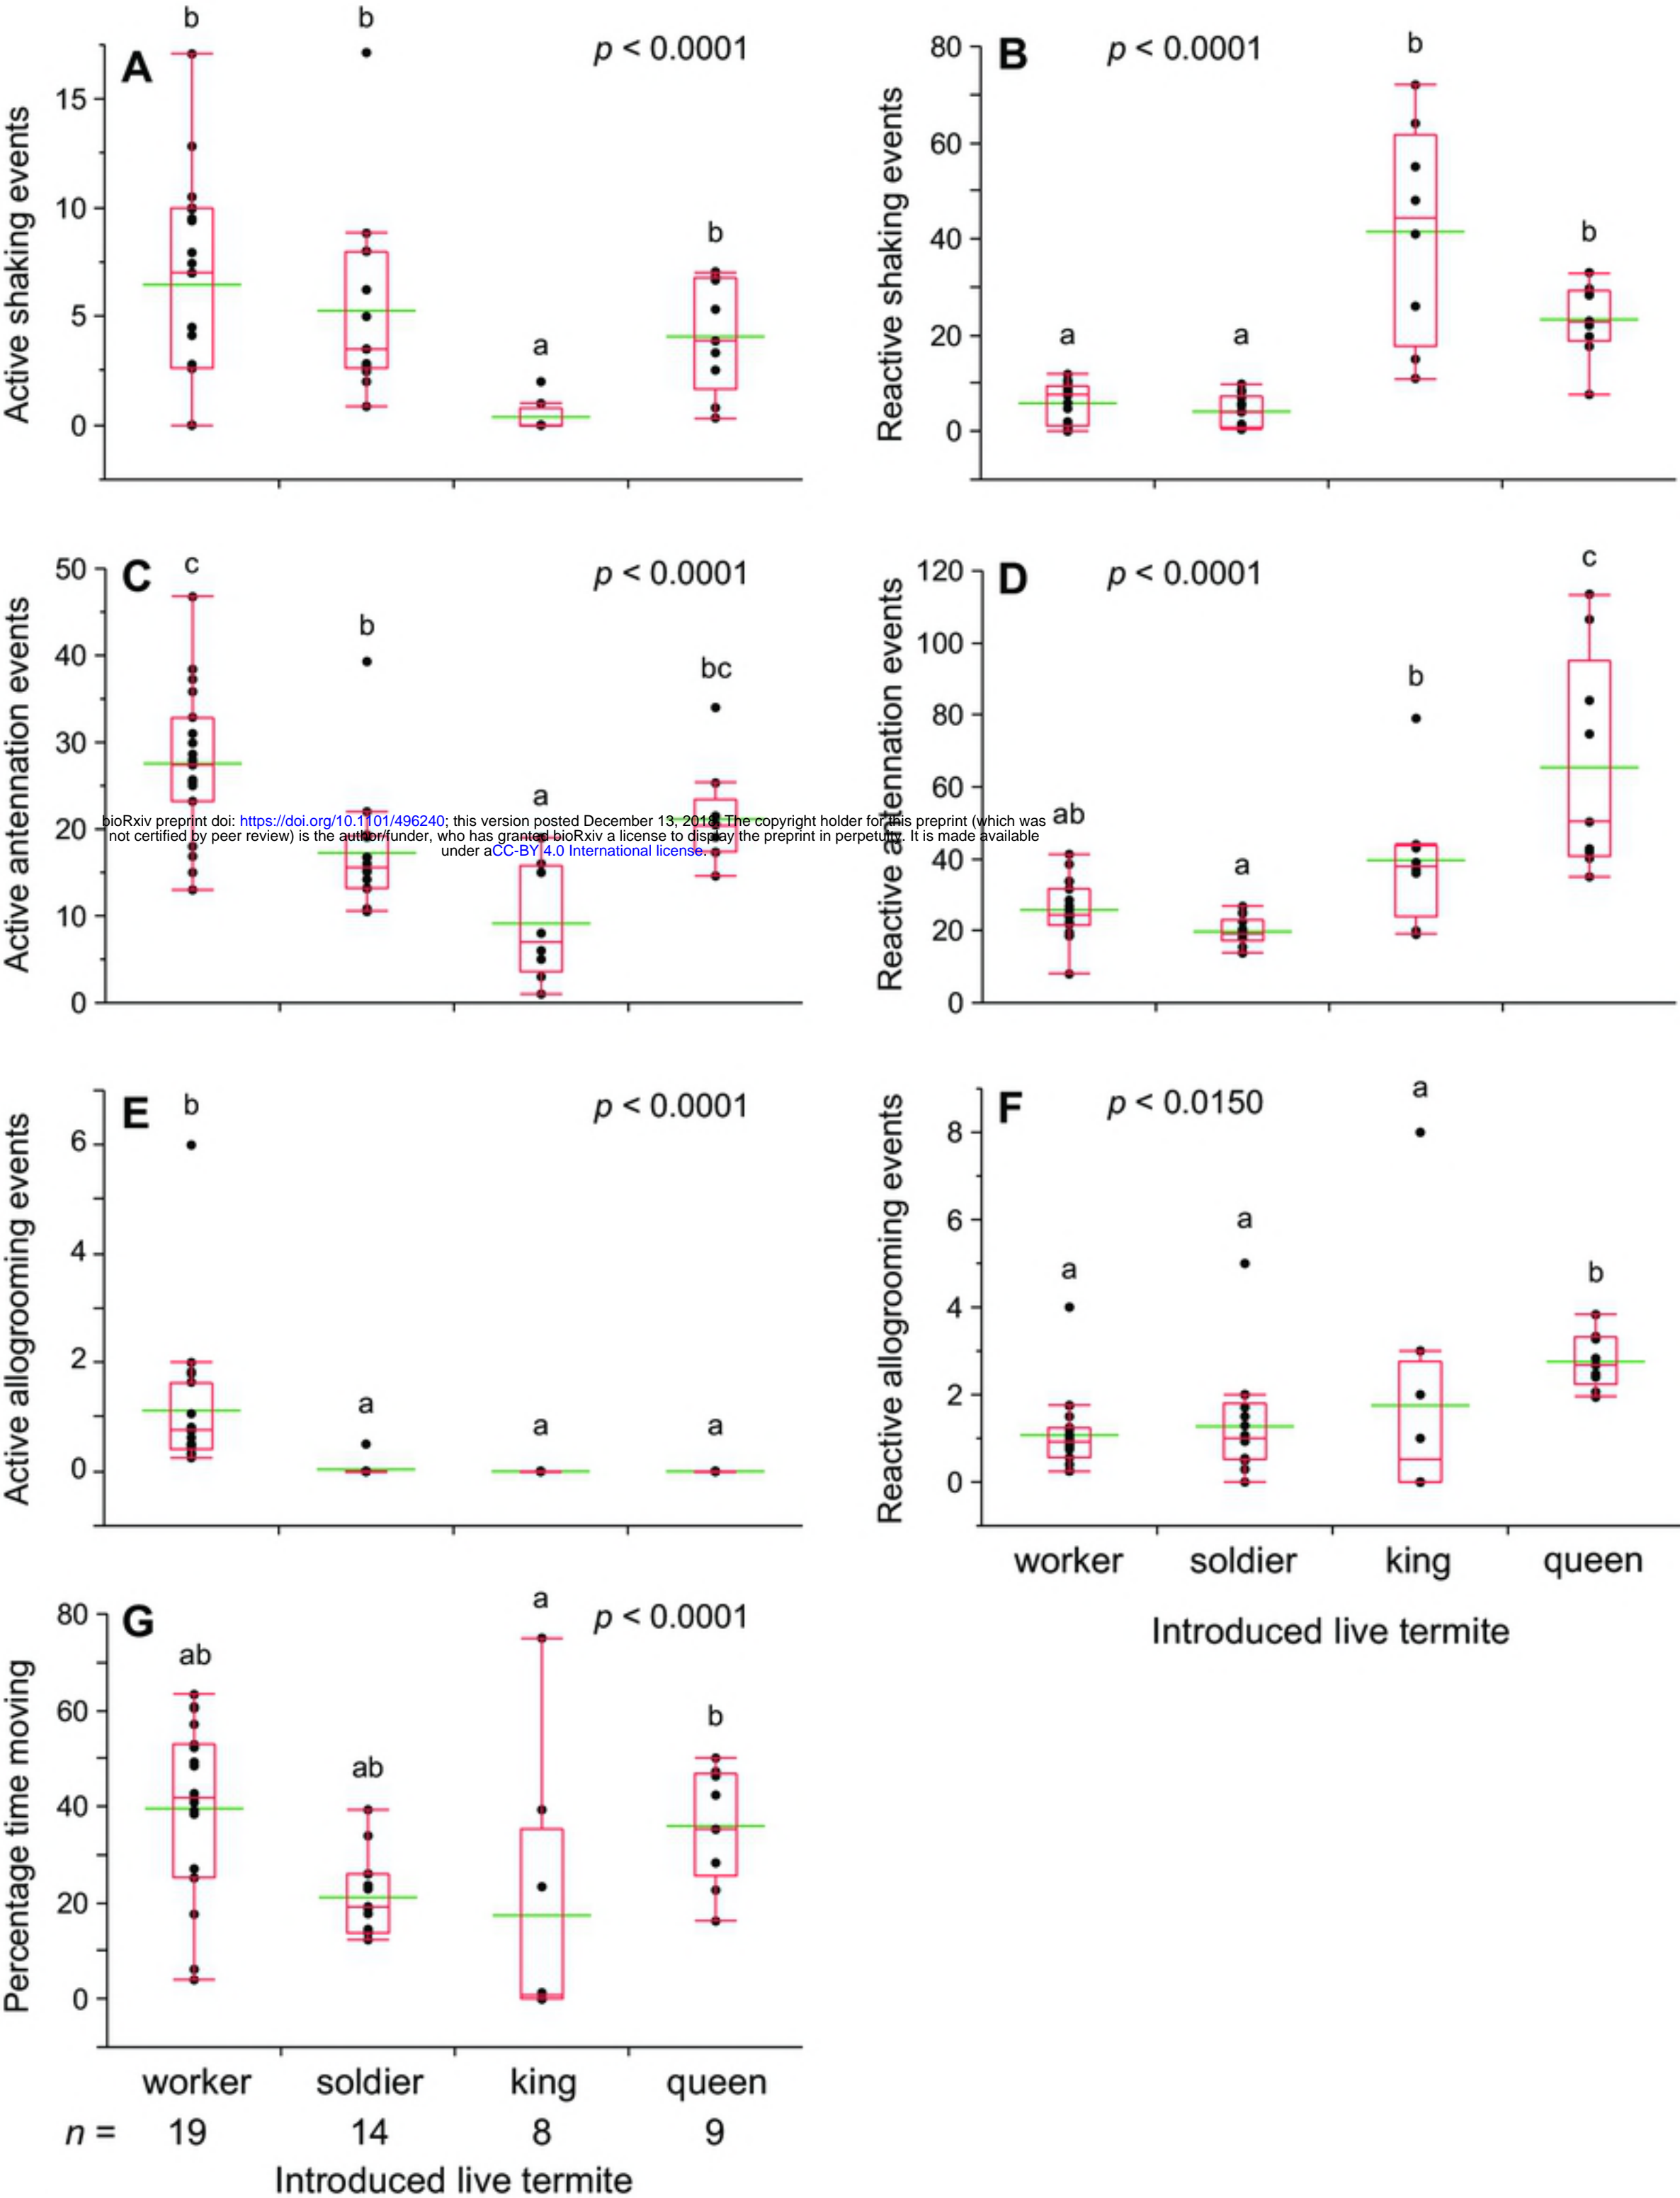 b
b
A
p < 0.0001
15
10
5
0
b
a
Active shaking events
B
p < 0.0001
b
80
60
40
20
0
b
a
a
Reactive shaking events
C
c
p < 0.0001
50
40
30
20
10
0
b
bc
a
Active antennation events
D
p < 0.0001
c
120
100
80
60
40
20
0
b
ab
a
Reactive antennation events
bioRxiv preprint doi: https://doi.org/10.1101/496240; this version posted December 13, 2018. The copyright holder for this preprint (which was
not certified by peer review) is the author/funder, who has granted bioRxiv a license to display the preprint in perpetuity. It is made available
under aCC-BY 4.0 International license.
E
b
p < 0.0001
6
4
2
0
a
a
a
Active allogrooming events
F
p < 0.0150
a
8
6
4
2
0
a
a
b
Reactive allogrooming events
worker soldier king queen
Introduced live termite
G
a
p < 0.0001
80
60
40
20
0
ab
b
ab
Percentage time moving
worker soldier king queen
n = 19 14 8 9
Introduced live termite